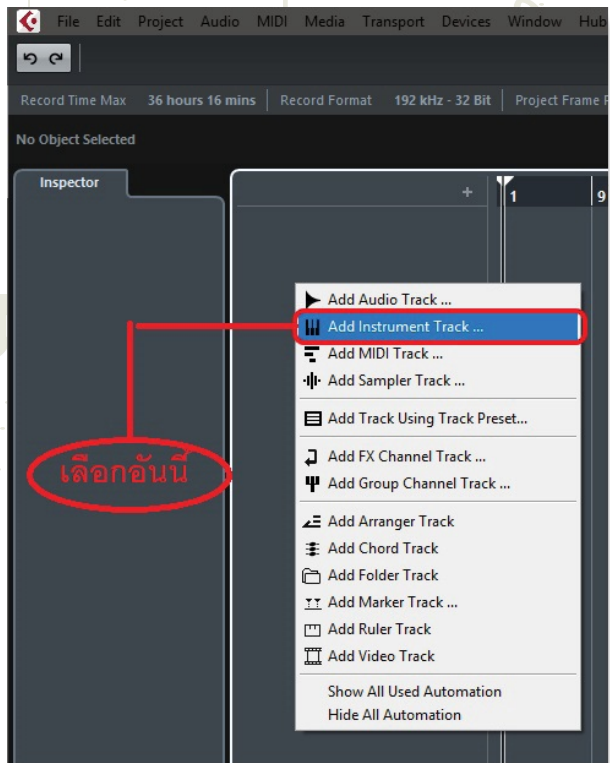 File Edit Project Audio MIDI Media Transport Devices Window Hub
Record Time Max 36 hours 16 mins Record Format 192 kHz - 32 Bit Project Frame
No Object Selected
Inspector
+
1 9
Add Audio Track ...
Add Instrument Track ...
Add MIDI Track ...
Add Sampler Track ...
Add Track Using Track Preset...
Add FX Channel Track ...
Add Group Channel Track ...
Add Arranger Track
Add Chord Track
Add Folder Track
Add Marker Track ...
Add Ruler Track
Add Video Track
Show All Used Automation
Hide All Automation
เลือกอันนี้